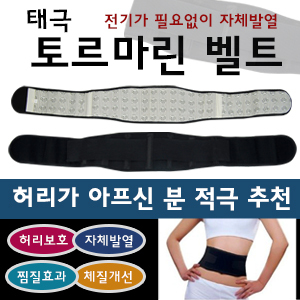 태극
전기가 필요없이 자체발열
토르마린 벨트
허리가 아프신 분 적극 추천
허리보호 자체발열
찜질효과 체질개선